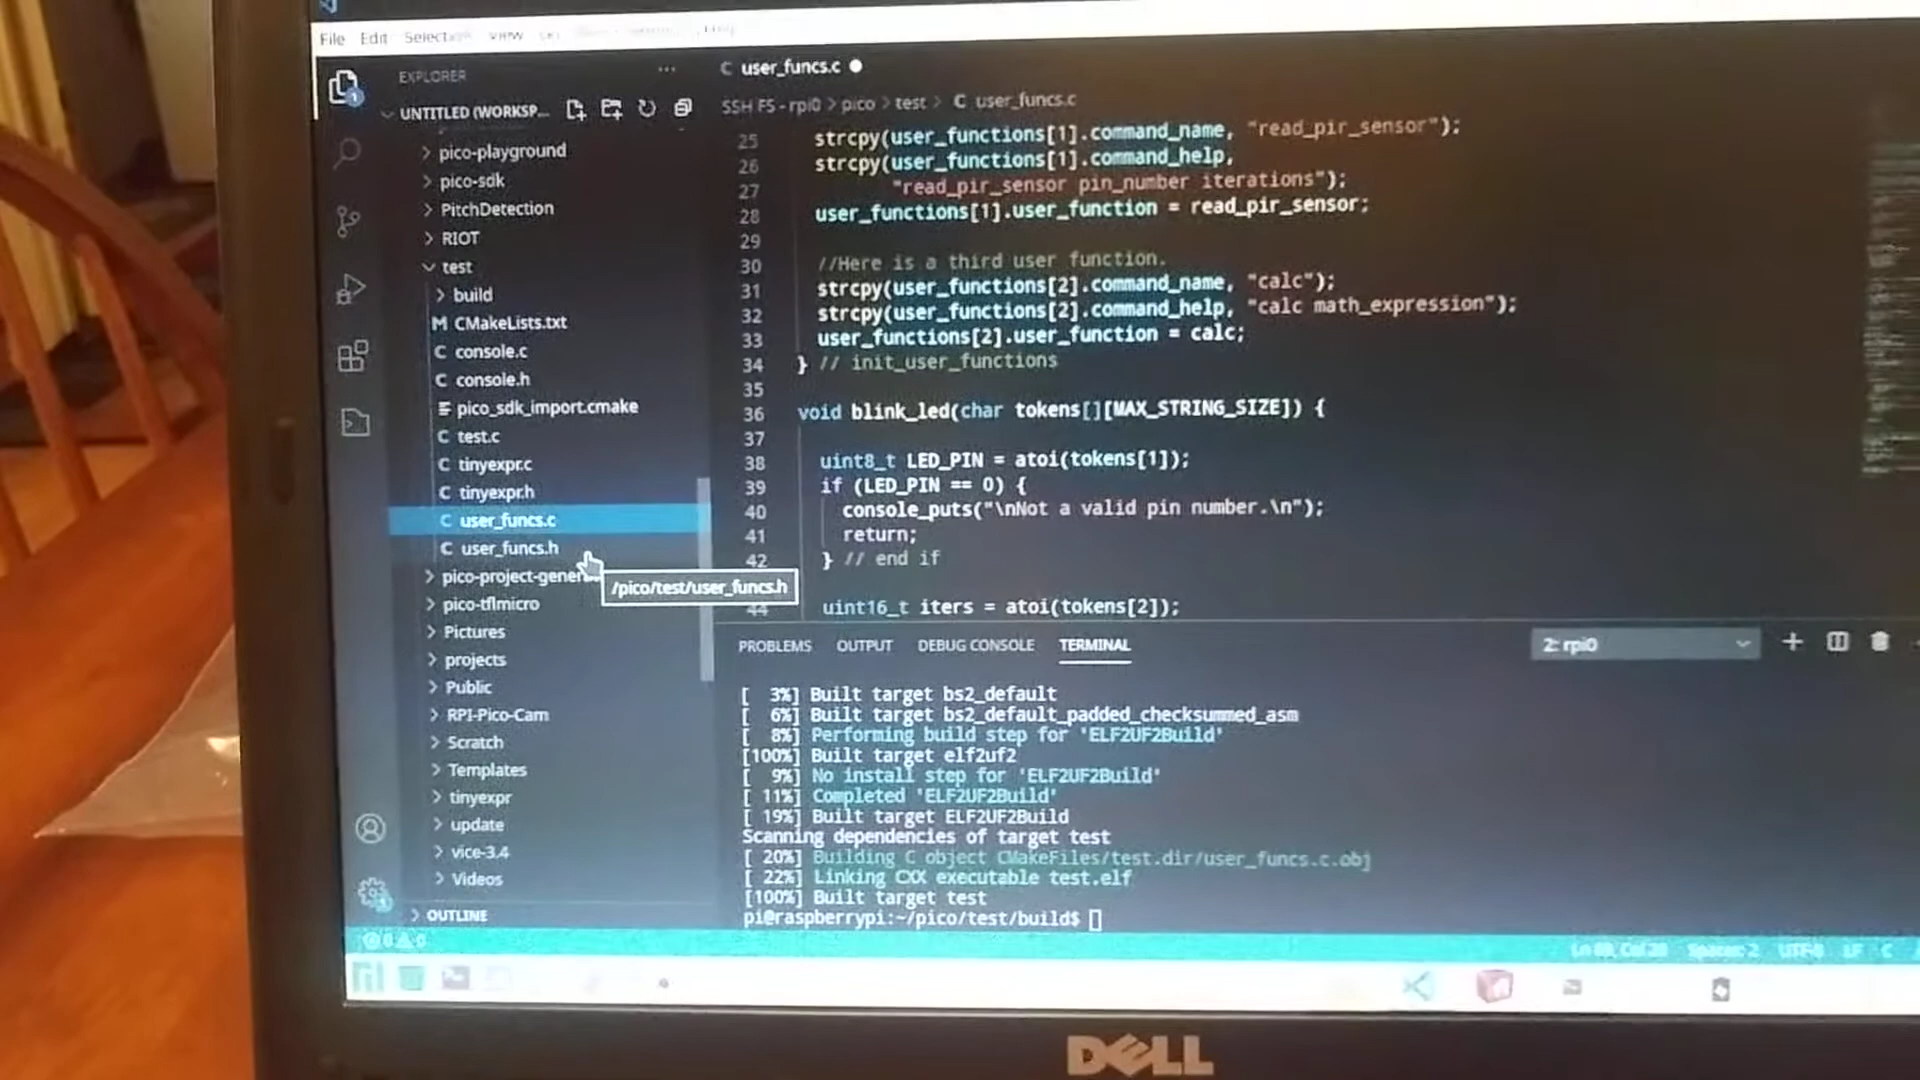 File Edit Selection View
EXPLORER ...
UNTITLED (WORKSP...
pico-playground
pico-sdk
PitchDetection
RIOT
test
build
M CMakeLists.txt
C console.c
C console.h
pico_sdk_import.cmake
C test.c
C tinyexpr.c
C tinyexpr.h
C user_funcs.c
C user_funcs.h
pico-project-gener
/pico/test/user_funcs.h
pico-tflmicro
Pictures
projects
Public
RPI-Pico-Cam
Scratch
Templates
tinyexpr
update
vice-3.4
Videos
OUTLINE
C user_funcs.c
SSH FS - rpi0 > pico > test > C user_funcs.c
25 strcpy(user_functions[1].command_name, "read_pir_sensor");
26 strcpy(user_functions[1].command_help,
27 "read_pir_sensor pin_number iterations");
28 user_functions[1].user_function = read_pir_sensor;
29
30 //Here is a third user function.
31 strcpy(user_functions[2].command_name, "calc");
32 strcpy(user_functions[2].command_help, "calc math_expression");
33 user_functions[2].user_function = calc;
34 } // init_user_functions
35
36 void blink_led(char tokens[][MAX_STRING_SIZE]) {
37
38 uint8_t LED_PIN = atoi(tokens[1]);
39 if (LED_PIN == 0) {
40 console_puts("\nNot a valid pin number.\n");
41 return;
42 } // end if
44 uint16_t iters = atoi(tokens[2]);
PROBLEMS OUTPUT DEBUG CONSOLE TERMINAL 2: rpi0
[ 3%] Built target bs2_default
[ 6%] Built target bs2_default_padded_checksummed_asm
[ 8%] Performing build step for 'ELF2UF2Build'
[100%] Built target elf2uf2
[ 9%] No install step for 'ELF2UF2Build'
[ 11%] Completed 'ELF2UF2Build'
[ 19%] Built target ELF2UF2Build
Scanning dependencies of target test
[ 20%] Building C object CMakeFiles/test.dir/user_funcs.c.obj
[ 22%] Linking CXX executable test.elf
[100%] Built target test
pi@raspberrypi:~/pico/test/build$
Spaces: 2 UTF-8 LF C
DELL